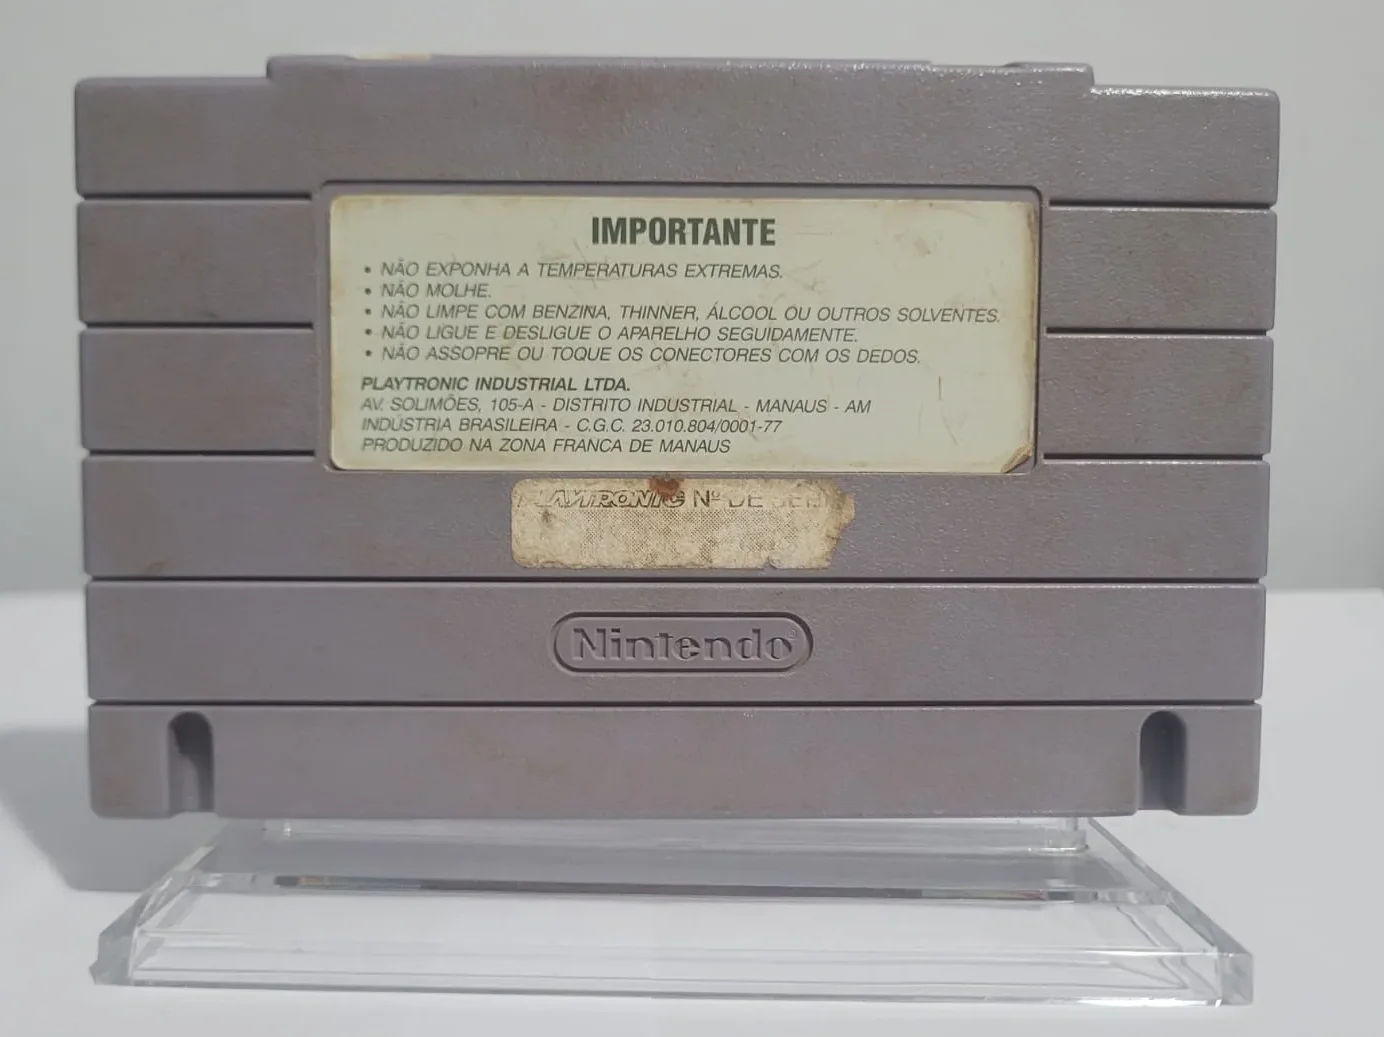 IMPORTANTE
• NÃO EXPONHA A TEMPERATURAS EXTREMAS.
• NÃO MOLHE.
• NÃO LIMPE COM BENZINA, THINNER, ÁLCOOL OU OUTROS SOLVENTES.
• NÃO LIGUE E DESLIGUE O APARELHO SEGUIDAMENTE.
• NÃO ASSOPRE OU TOQUE OS CONECTORES COM OS DEDOS.
PLAYTRONIC INDUSTRIAL LTDA.
AV. SOLIMÕES, 105-A - DISTRITO INDUSTRIAL - MANAUS - AM
INDÚSTRIA BRASILEIRA - C.G.C. 23.010.804/0001-77
PRODUZIDO NA ZONA FRANCA DE MANAUS
PLAYTRONIC Nº DE
Nintendo